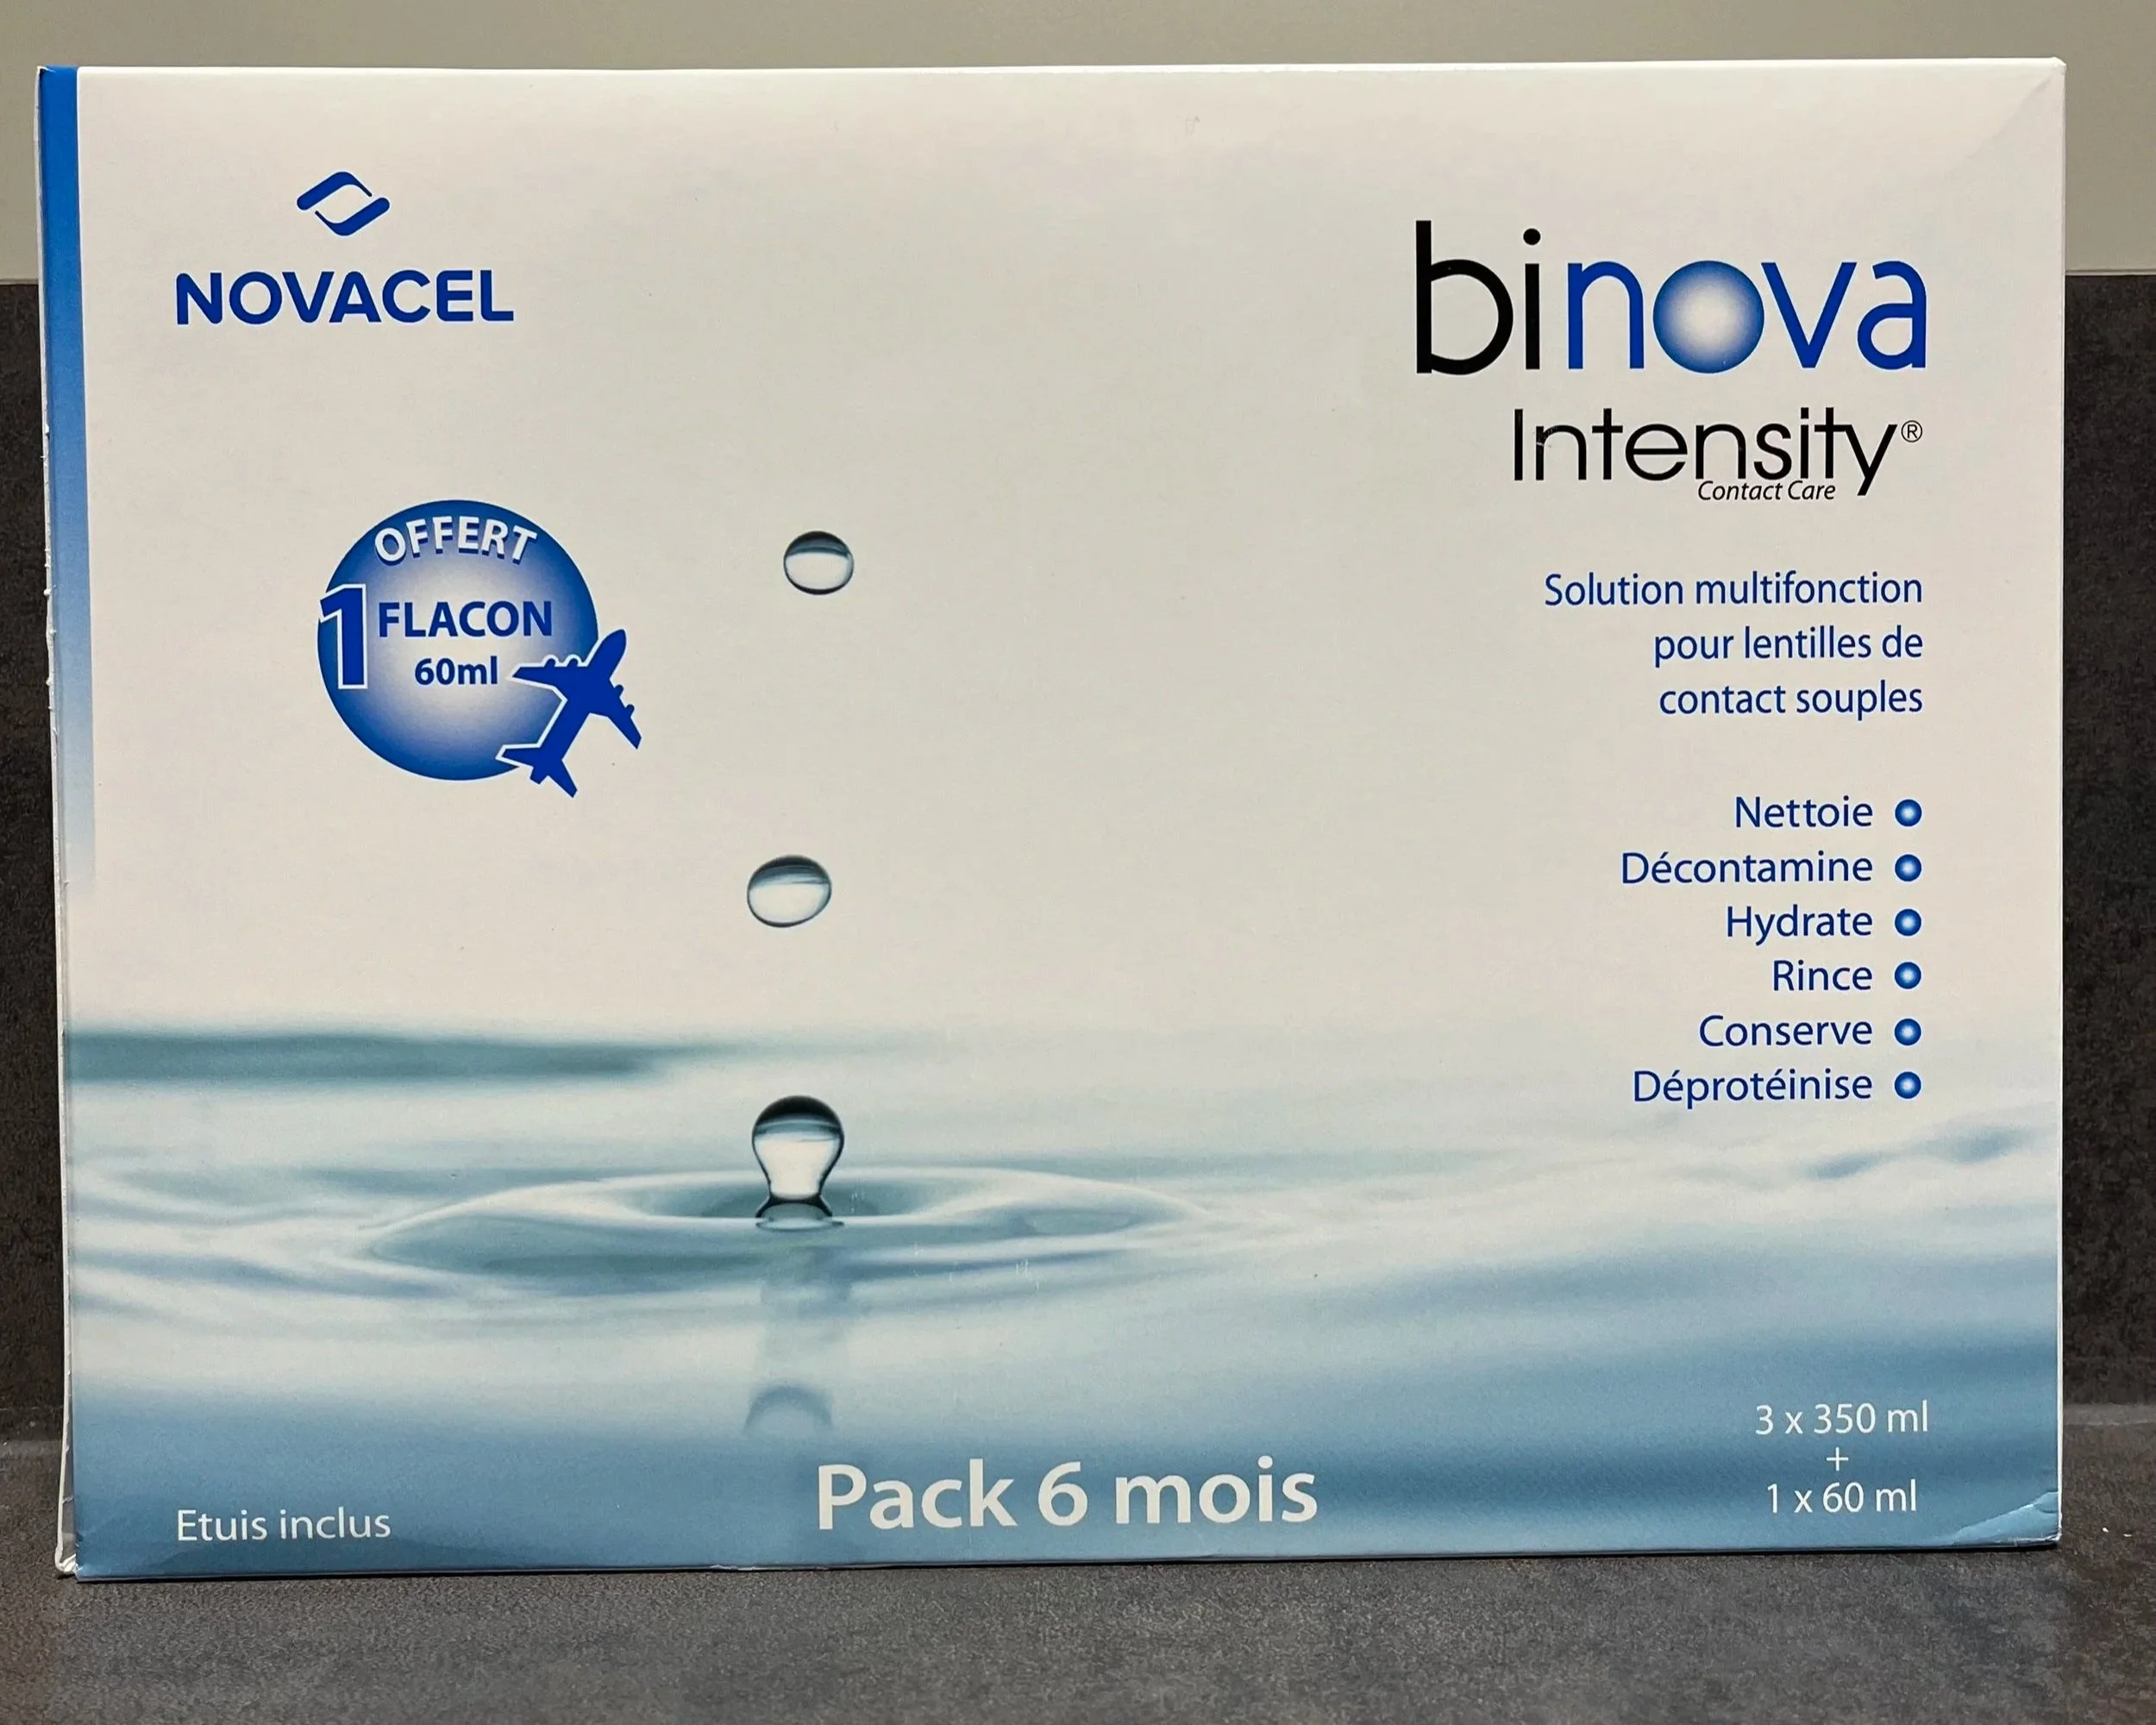 NOVACEL
binova
Intensity®
Contact Care
OFFERT
1 FLACON
60ml
Solution multifonction
pour lentilles de
contact souples
Nettoie
Décontamine
Hydrate
Rince
Conserve
Déprotéinise
Etuis inclus
Pack 6 mois
3 x 350 ml
+
1 x 60 ml